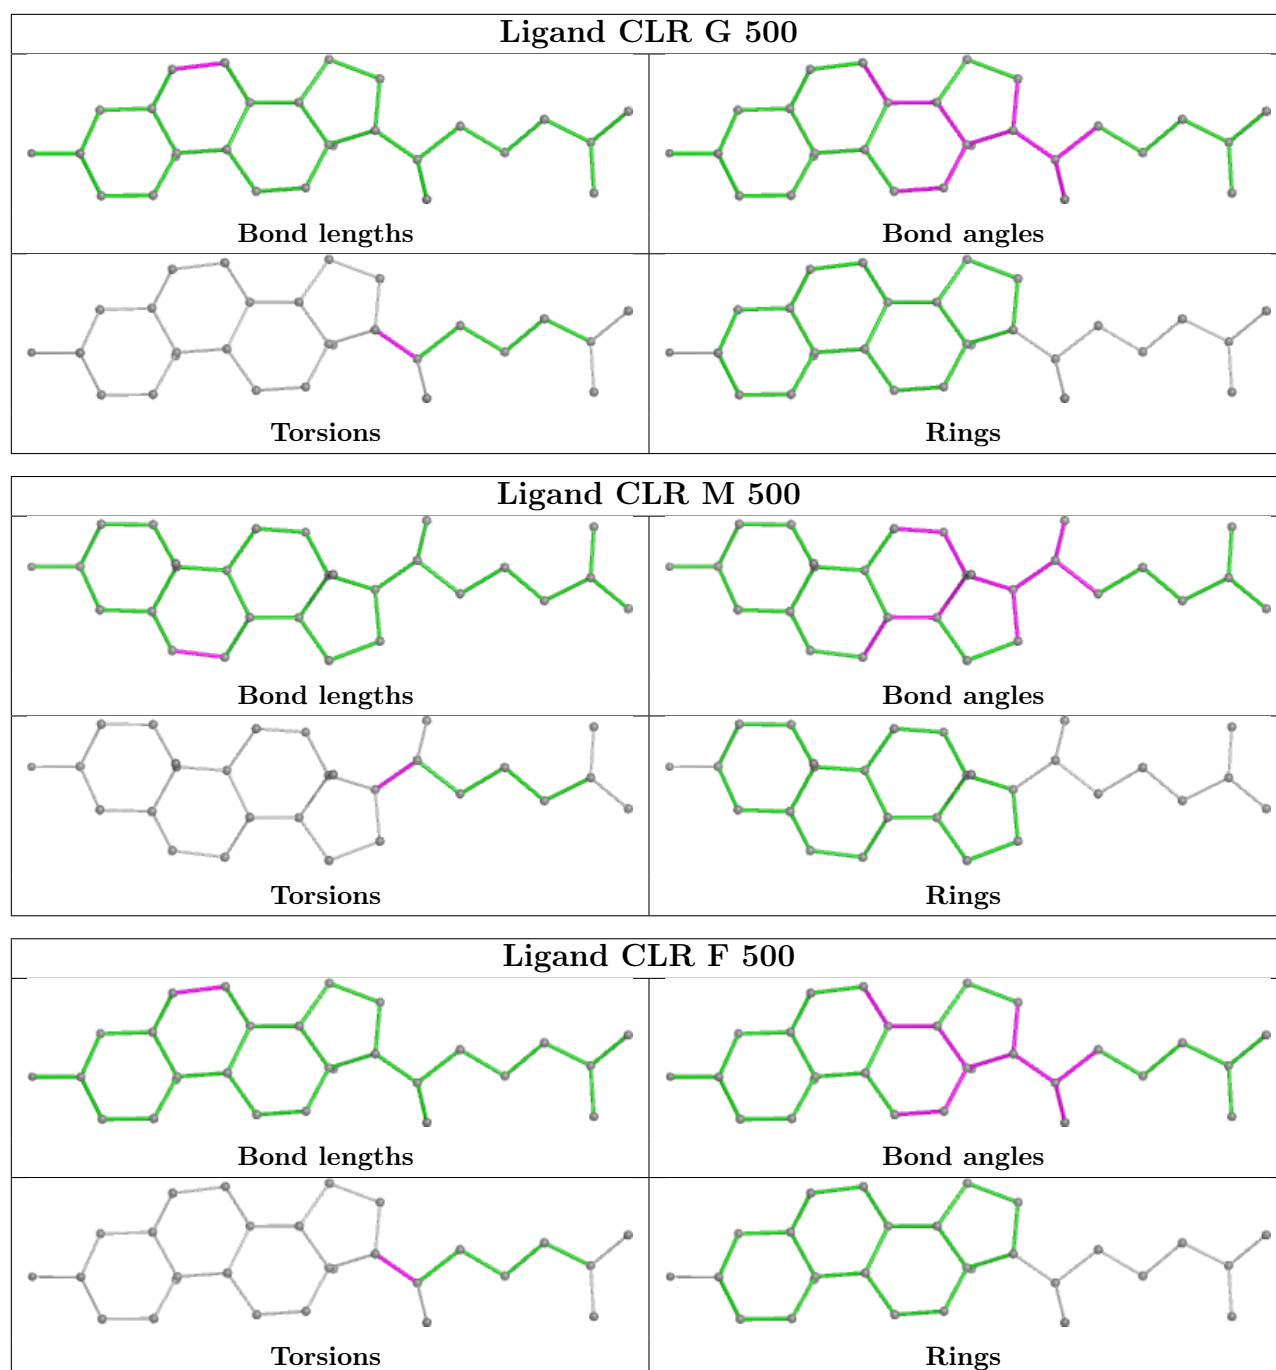 Ligand CLR G 500
Bond lengths
Bond angles
Torsions
Rings
Ligand CLR M 500
Bond lengths
Bond angles
Torsions
Rings
Ligand CLR F 500
Bond lengths
Bond angles
Torsions
Rings